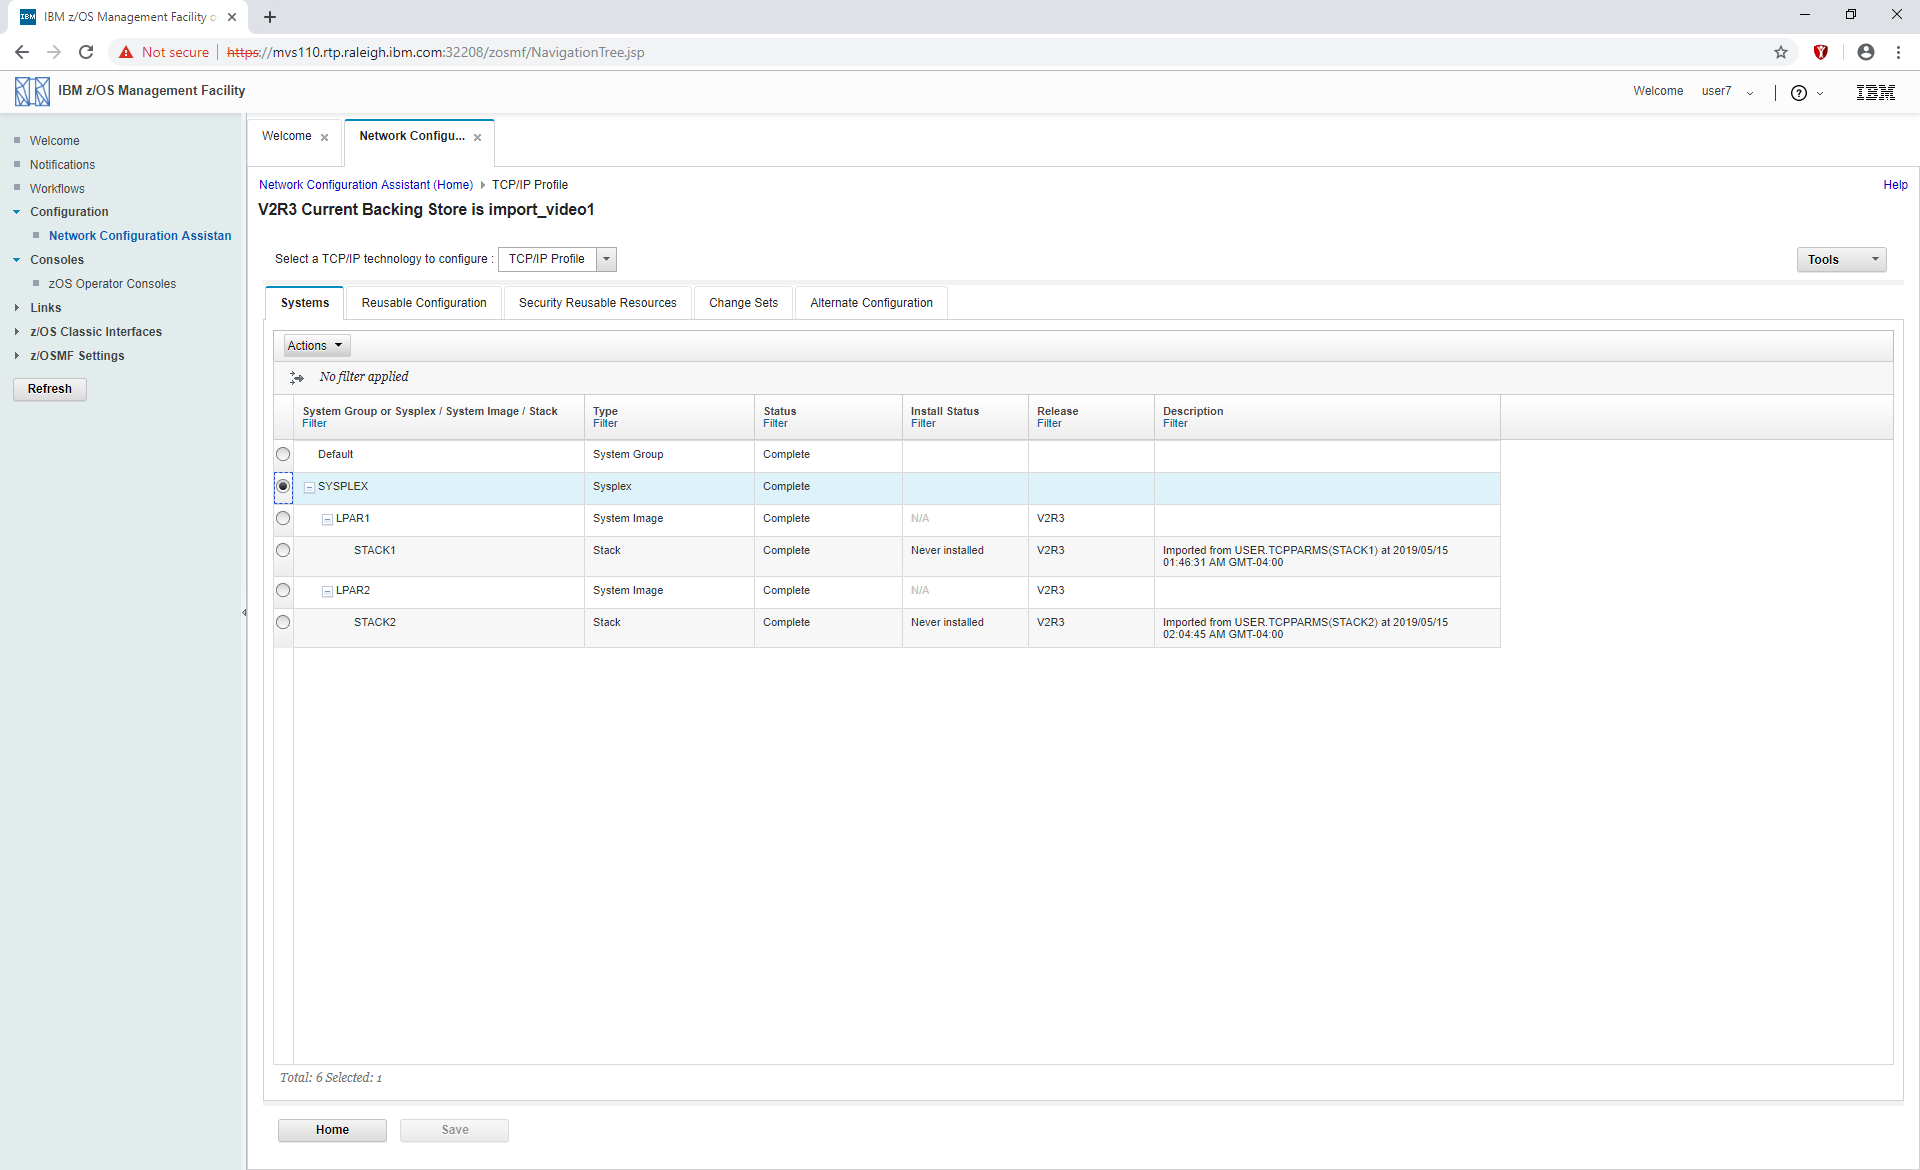 IBM IBM z/OS Management Facility o
Not secure https://mvs110.rtp.raleigh.ibm.com:32208/zosmf/NavigationTree.jsp
IBM z/OS Management Facility
Welcome user7 ? IBM
Welcome
Notifications
Workflows
Configuration
Network Configuration Assistan
Consoles
zOS Operator Consoles
Links
z/OS Classic Interfaces
z/OSMF Settings
Refresh
Welcome Network Configu...
Network Configuration Assistant (Home) TCP/IP Profile Help
V2R3 Current Backing Store is import_video1
Select a TCP/IP technology to configure : TCP/IP Profile Tools
Systems Reusable Configuration Security Reusable Resources Change Sets Alternate Configuration
Actions
No filter applied
System Group or Sysplex / System Image / Stack Type Status Install Status Release Description
Filter Filter Filter Filter Filter Filter
Default System Group Complete
SYSPLEX Sysplex Complete
LPAR1 System Image Complete N/A V2R3
STACK1 Stack Complete Never installed V2R3 Imported from USER.TCPPARMS(STACK1) at 2019/05/15
01:46:31 AM GMT-04:00
LPAR2 System Image Complete N/A V2R3
STACK2 Stack Complete Never installed V2R3 Imported from USER.TCPPARMS(STACK2) at 2019/05/15
02:04:45 AM GMT-04:00
Total: 6 Selected: 1
Home Save